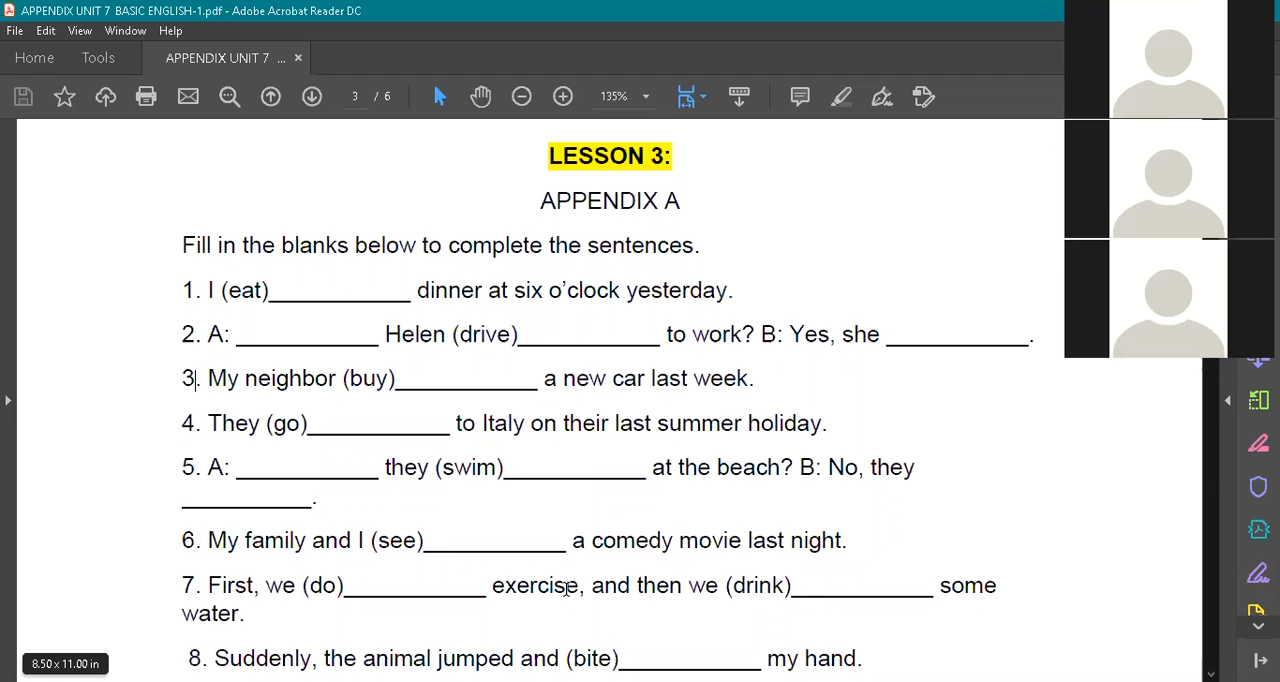 APPENDIX UNIT 7 BASIC ENGLISH-1.pdf - Adobe Acrobat Reader DC
File Edit View Window Help
Home Tools APPENDIX UNIT 7 ... ×
3 / 6 135%
LESSON 3:
APPENDIX A
Fill in the blanks below to complete the sentences.
1. I (eat)____________ dinner at six o’clock yesterday.
2. A: ____________ Helen (drive)____________ to work? B: Yes, she ____________.
3. My neighbor (buy)____________ a new car last week.
4. They (go)____________ to Italy on their last summer holiday.
5. A: ____________ they (swim)____________ at the beach? B: No, they
___________.
6. My family and I (see)____________ a comedy movie last night.
7. First, we (do)____________ exercise, and then we (drink)____________ some
water.
8. Suddenly, the animal jumped and (bite)____________ my hand.
8.50 x 11.00 in